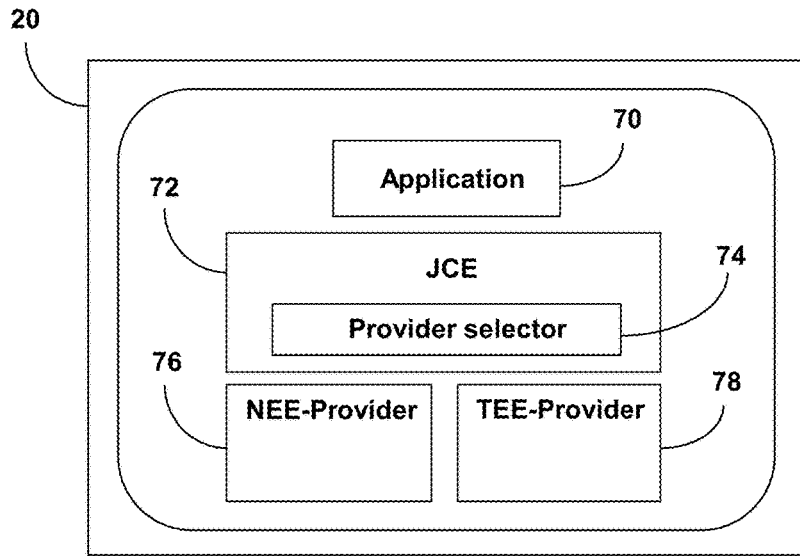 20
70
Application
72
JCE
74
Provider selector
76
NEE-Provider
TEE-Provider
78